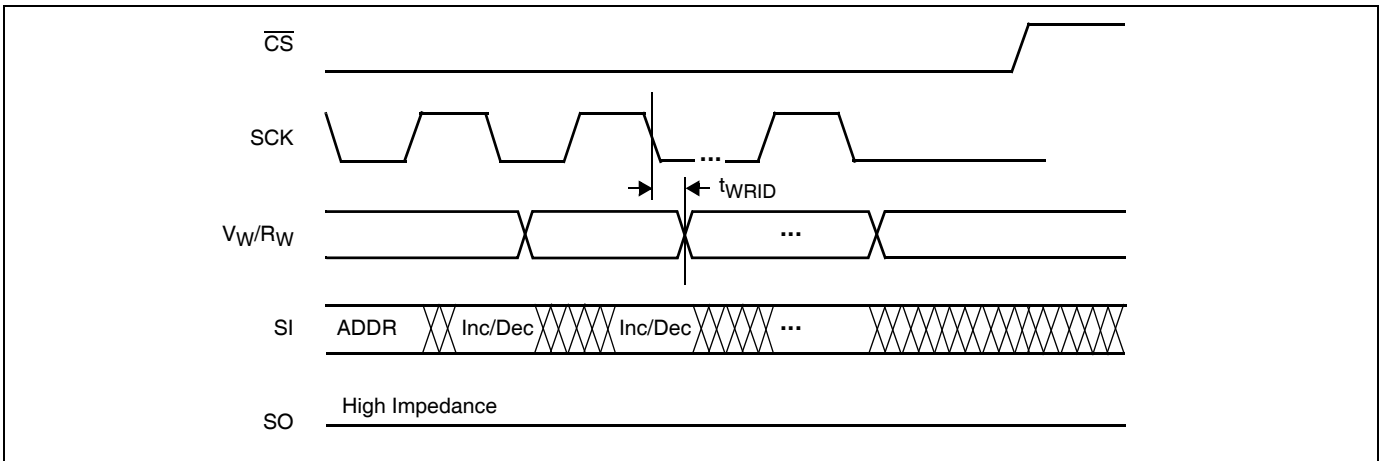 CS
SCK
...
tWRID
VW/RW
...
SI ADDR Inc/Dec Inc/Dec ...
High Impedance
SO